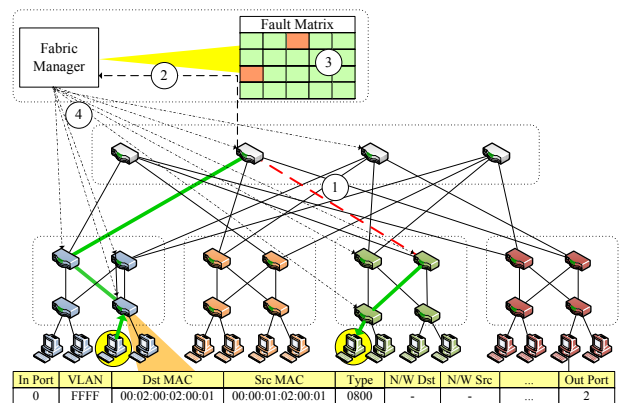 Fault Matrix
Fabric
Manager
3
2
4
1
In Port VLAN Dst MAC Src MAC Type N/W Dst N/W Src ... Out Port
0 FFFF 00:02:00:02:00:01 00:00:01:02:00:01 0800 - - ... 2